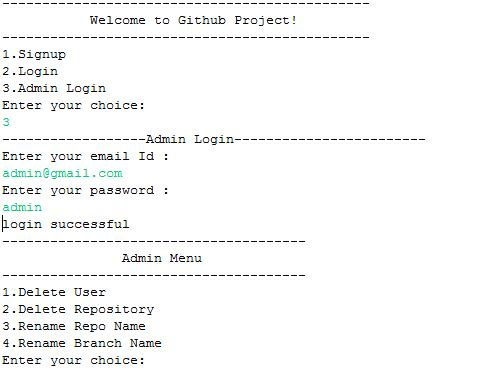 ----------------------------------------------
Welcome to Github Project!
----------------------------------------------
1.Signup
2.Login
3.Admin Login
Enter your choice:
3
------------------Admin Login------------------------
Enter your email Id :
admin@gmail.com
Enter your password :
admin
login successful
--------------------------------------
Admin Menu
--------------------------------------
1.Delete User
2.Delete Repository
3.Rename Repo Name
4.Rename Branch Name
Enter your choice: